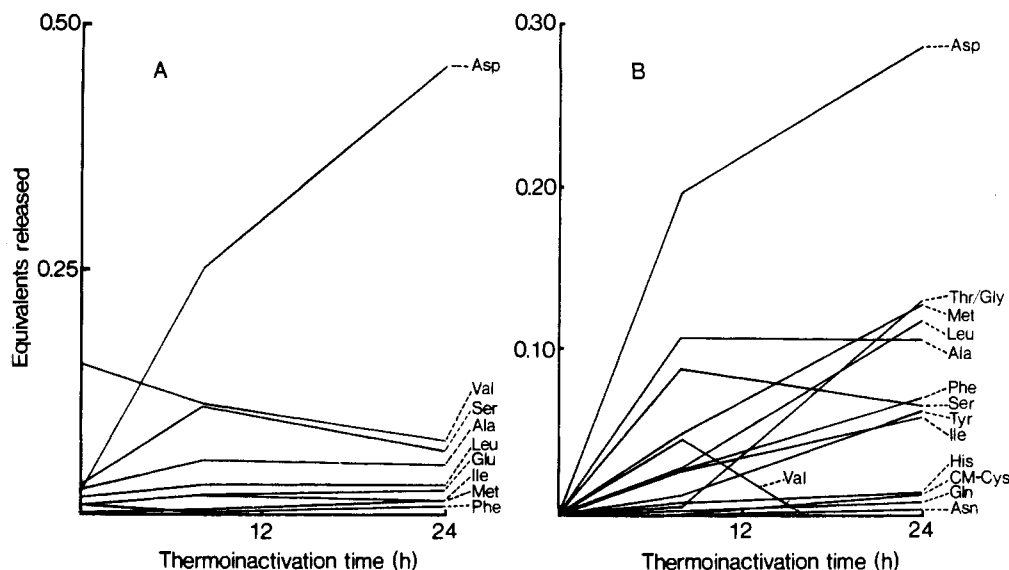 0.50
A
Asp
0.25
Equivalents released
Val
Ser
Ala
Leu
Glu
Ile
Met
Phe
12
24
Thermoinactivation time (h)
0.30
B
Asp
0.20
Thr/Gly
Met
Leu
0.10
Ala
Phe
Ser
Tyr
Ile
His
Val
CM-Cys
Gln
Asn
12
24
Thermoinactivation time (h)